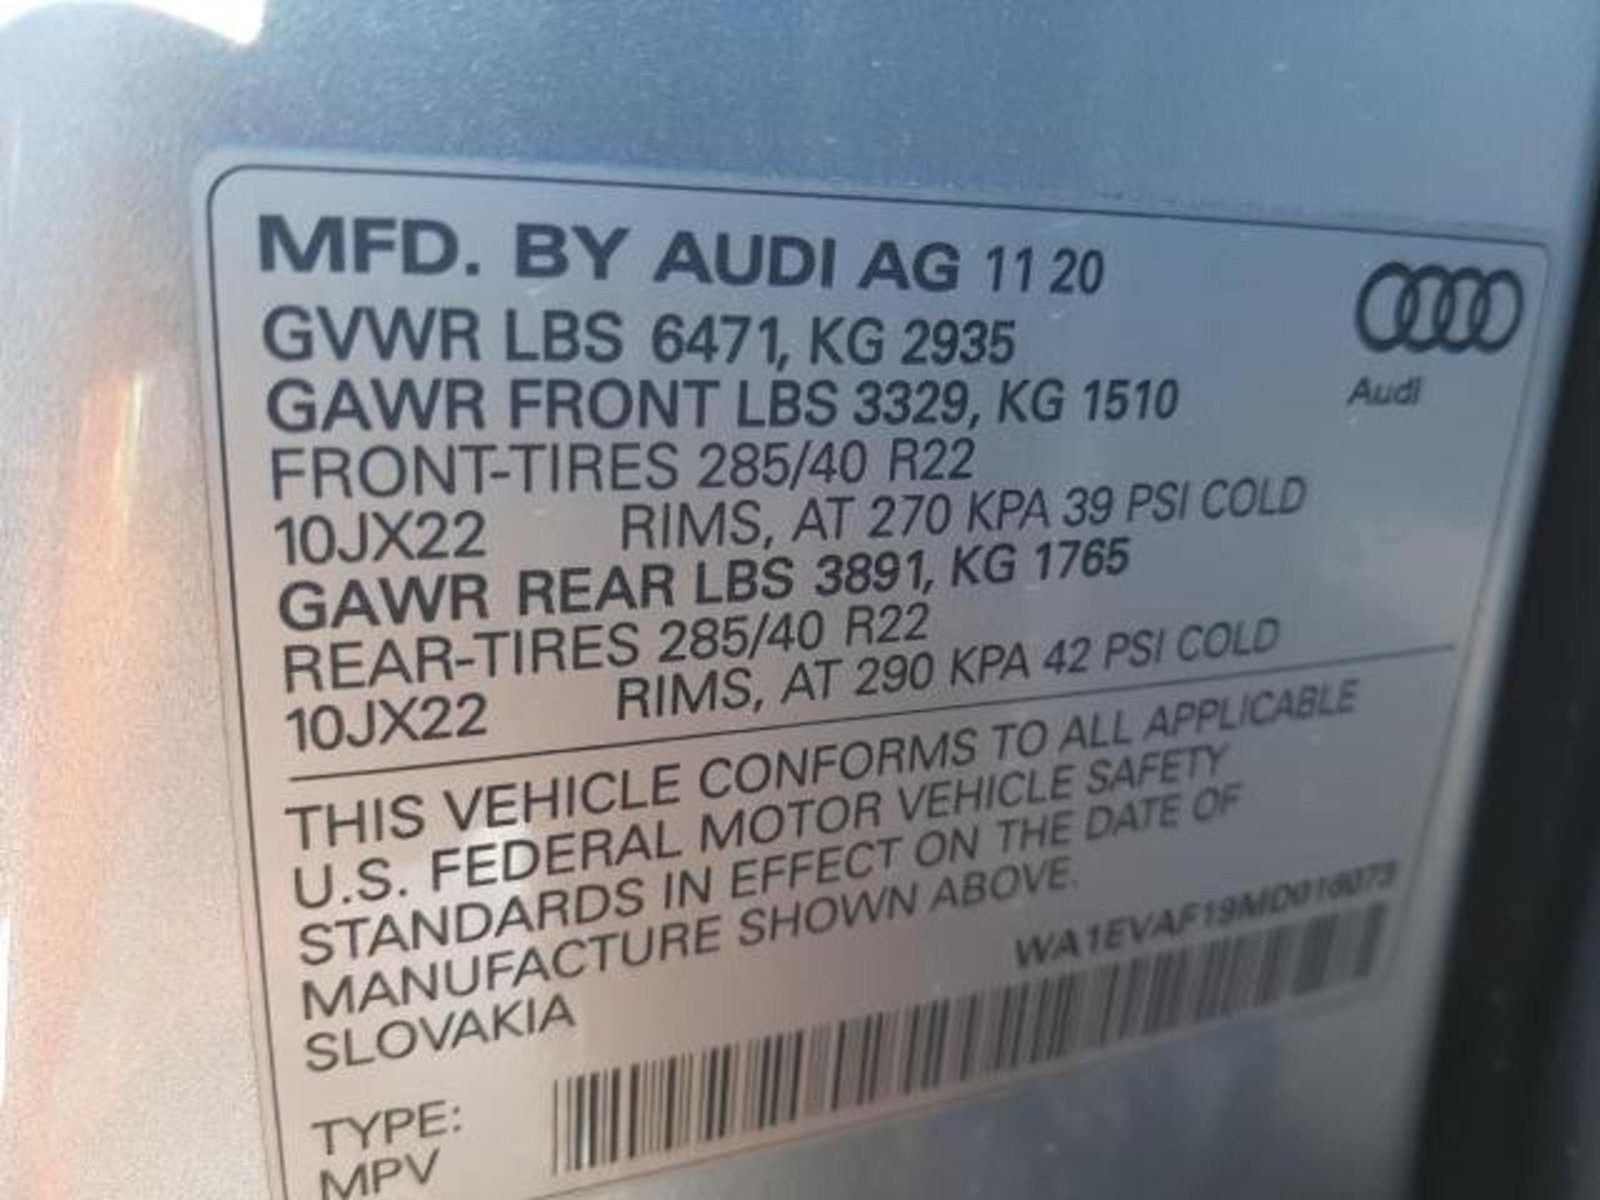 MFD. BY AUDI AG 11 20
GVWR LBS 6471, KG 2935
GAWR FRONT LBS 3329, KG 1510
FRONT-TIRES 285/40 R22
10JX22 RIMS, AT 270 KPA 39 PSI COLD
GAWR REAR LBS 3891, KG 1765
REAR-TIRES 285/40 R22
10JX22 RIMS, AT 290 KPA 42 PSI COLD
Audi
THIS VEHICLE CONFORMS TO ALL APPLICABLE
U.S. FEDERAL MOTOR VEHICLE SAFETY
STANDARDS IN EFFECT ON THE DATE OF
MANUFACTURE SHOWN ABOVE.
SLOVAKIA
WA1EVAF19MD016073
TYPE:
MPV